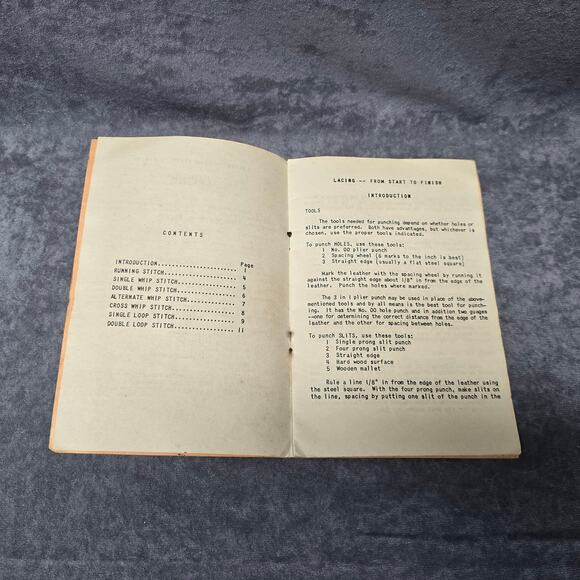 CONTENTS
Page
INTRODUCTION........................ 1
RUNNING STITCH...................... 4
SINGLE WHIP STITCH.................. 5
DOUBLE WHIP STITCH.................. 6
ALTERNATE WHIP STITCH............... 7
CROSS WHIP STITCH................... 8
SINGLE LOOP STITCH.................. 9
DOUBLE LOOP STITCH.................. 11
LACING -- FROM START TO FINISH
INTRODUCTION
TOOLS
The tools needed for punching depend on whether holes or
slits are preferred. Both have advantages, but whichever is
chosen, use the proper tools indicated.
To punch HOLES, use these tools:
1 No. 00 plier punch
2 Spacing wheel (6 marks to the inch is best)
3 Straight edge (usually a flat steel square)
Mark the leather with the spacing wheel by running it
against the straight edge about 1/8" in from the edge of the
leather. Punch the holes where marked.
The 3 in 1 plier punch may be used in place of the above-
mentioned tools and by all means is the best tool for punch-
ing. It has the No. 00 hole punch and in addition two guages
--one for determining the correct distance from the edge of the
leather and the other for spacing between holes.
To punch SLITS, use these tools:
1 Single prong slit punch
2 Four prong slit punch
3 Straight edge
4 Hard wood surface
5 Wooden mallet
Rule a line 1/8" in from the edge of the leather using
the steel square. With the four prong punch, make slits on
the line, spacing by putting one slit of the punch in the